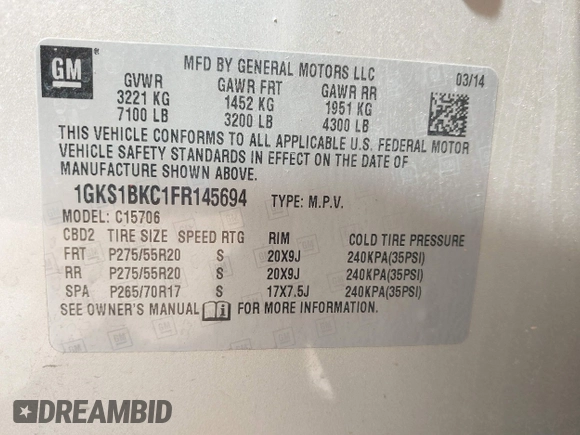 GM
MFD BY GENERAL MOTORS LLC 03/14
GVWR GAWR FRT GAWR RR
3221 KG 1452 KG 1951 KG
7100 LB 3200 LB 4300 LB
THIS VEHICLE CONFORMS TO ALL APPLICABLE U.S. FEDERAL MOTOR
VEHICLE SAFETY STANDARDS IN EFFECT ON THE DATE OF
MANUFACTURE SHOWN ABOVE.
1GKS1BKC1FR145694 TYPE: M.P.V.
MODEL: C15706
CBD2 TIRE SIZE SPEED RTG RIM COLD TIRE PRESSURE
FRT P275/55R20 S 20X9J 240KPA(35PSI)
RR P275/55R20 S 20X9J 240KPA(35PSI)
SPA P265/70R17 S 17X7.5J 240KPA(35PSI)
SEE OWNER'S MANUAL FOR MORE INFORMATION.
DREAMBID